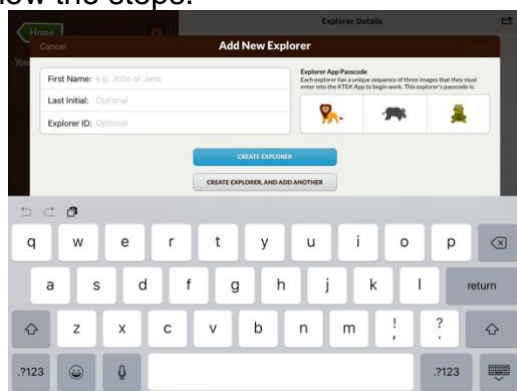 low the steps.
Home
Explorer Details
You
Cancel
Add New Explorer
First Name: e.g. John or Jane
Last Initial: Optional
Explorer ID: Optional
Explorer App Passcode
Each explorer has a unique sequence of three images that they must
enter into the KTEK App to begin work. This explorer's passcode is:
CREATE EXPLORER
CREATE EXPLORER, AND ADD ANOTHER
q w e r t y u i o p
a s d f g h j k l return
z x c v b n m ! , ? .
.?123 .?123